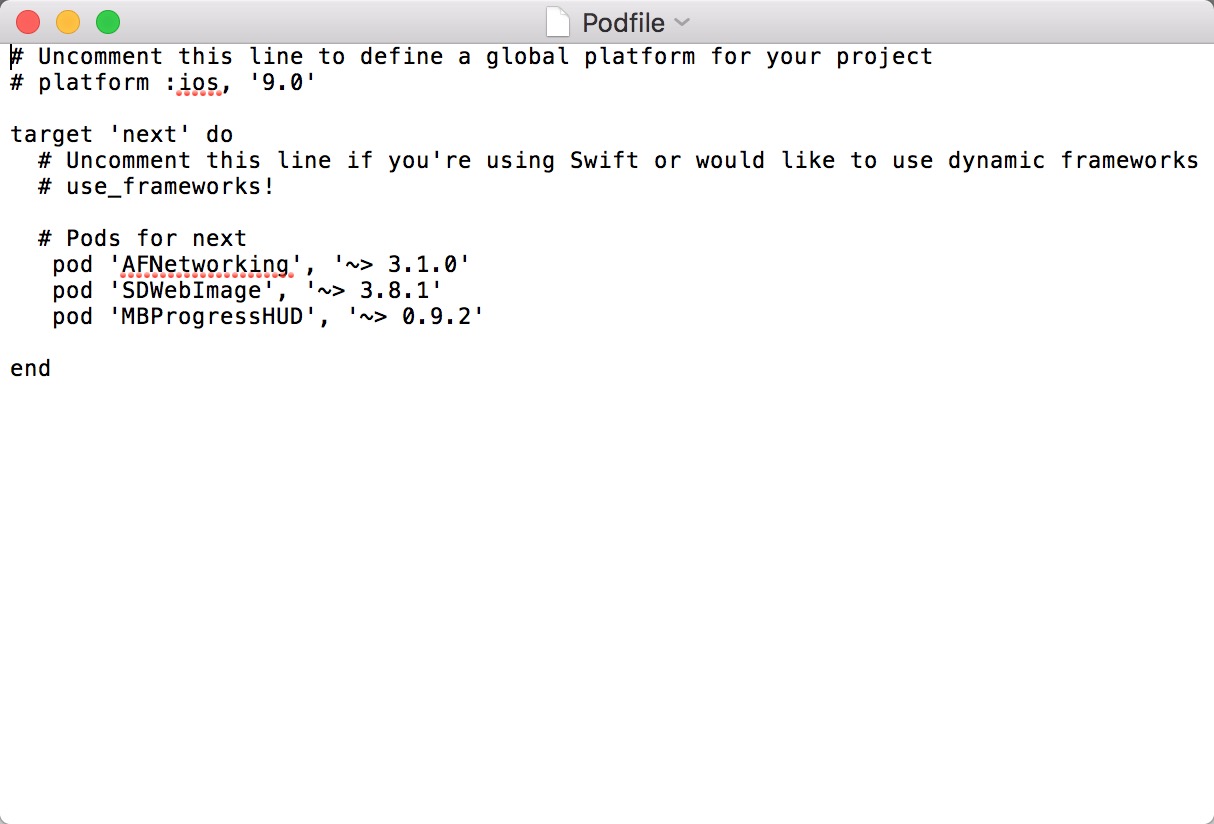 Podfile
# Uncomment this line to define a global platform for your project
# platform :ios, '9.0'
target 'next' do
# Uncomment this line if you're using Swift or would like to use dynamic frameworks
# use_frameworks!
# Pods for next
pod 'AFNetworking', '~> 3.1.0'
pod 'SDWebImage', '~> 3.8.1'
pod 'MBProgressHUD', '~> 0.9.2'
end